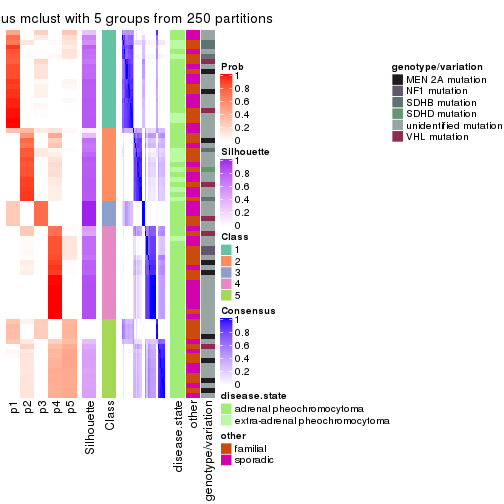 us mclust with 5 groups from 250 partitions
Prob
1
0.8
0.6
0.4
0.2
0
Silhouette
1
0.8
0.6
0.4
0.2
0
Class
1
2
3
4
5
Consensus
1
0.8
0.6
0.4
0.2
0
disease.state
adrenal pheochromocytoma
extra-adrenal pheochromocytoma
other
familial
sporadic
genotype/variation
MEN 2A mutation
NF1 mutation
SDHB mutation
SDHD mutation
unidentified mutation
VHL mutation
p1
p2
p3
p4
p5
Silhouette
Class
disease.state
other
genotype/variation